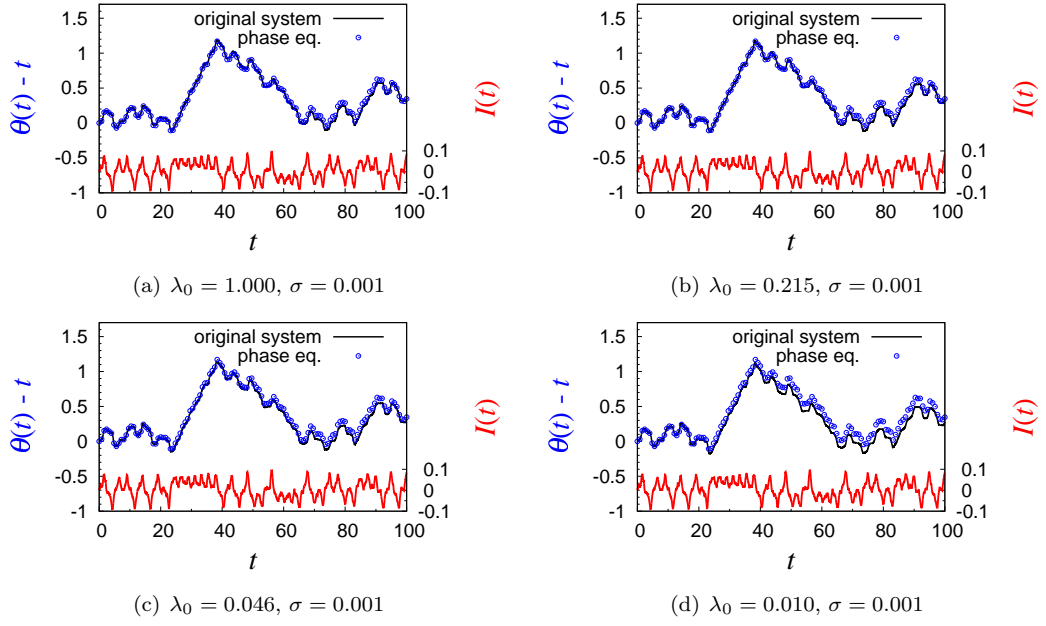 original system
phase eq.
1.5
1
0.5
0
-0.5
-1
0.1
0
-0.1
0 20 40 60 80 100
θ(t) - t
I(t)
t
(a) λ₀ = 1.000, σ = 0.001
original system
phase eq.
1.5
1
0.5
0
-0.5
-1
0.1
0
-0.1
0 20 40 60 80 100
θ(t) - t
I(t)
t
(b) λ₀ = 0.215, σ = 0.001
original system
phase eq.
1.5
1
0.5
0
-0.5
-1
0.1
0
-0.1
0 20 40 60 80 100
θ(t) - t
I(t)
t
(c) λ₀ = 0.046, σ = 0.001
original system
phase eq.
1.5
1
0.5
0
-0.5
-1
0.1
0
-0.1
0 20 40 60 80 100
θ(t) - t
I(t)
t
(d) λ₀ = 0.010, σ = 0.001